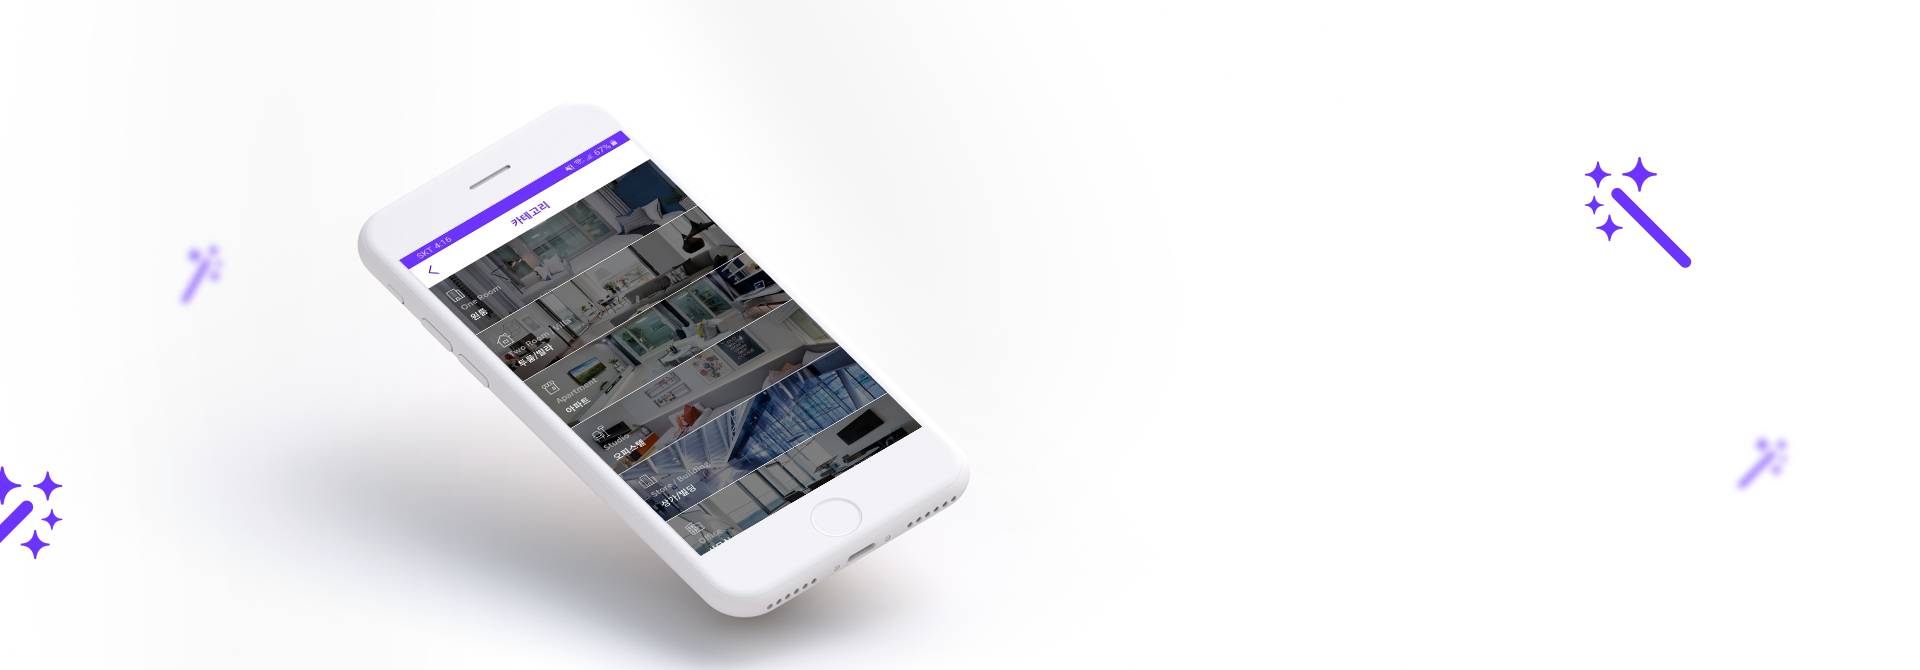 SKT 4:16
67%
카테고리
One Room
원룸
Two Room / Villa
투룸/빌라
Apartment
아파트
Studio
오피스텔
Store / Building
상가/빌딩
Office